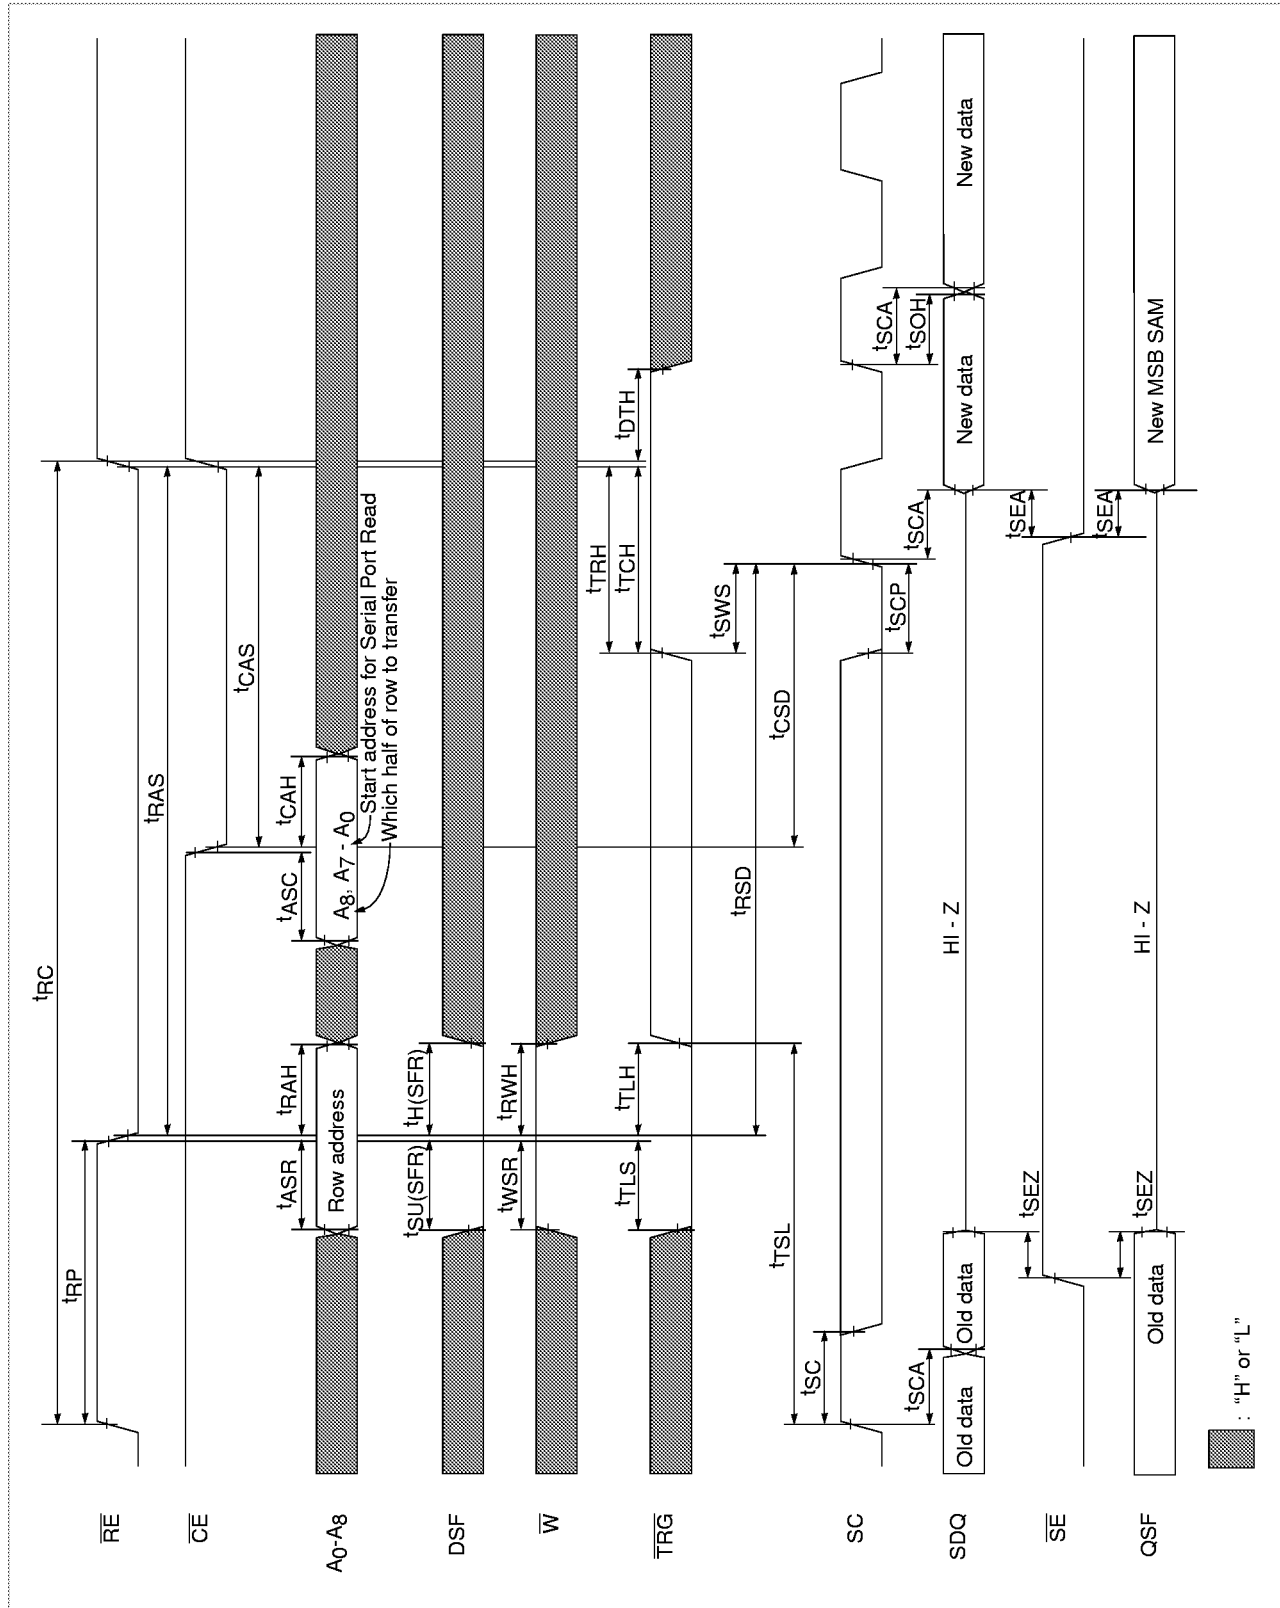 RE
tRP
tRC
tRAS
CE
tCAS
A0-A8
tASR
tRAH
tASC
tCAH
Row address
A8, A7 - A0
Start address for Serial Port Read
Which half of row to transfer
DSF
tSU(SFR)
tH(SFR)
W
tWSR
tRWH
TRG
tTLS
tTLH
tTRH
tTCH
tDTH
tSWS
tRSD
tTSL
tCSD
SC
tSC
tSCP
tSCA
tSCA
tSCA
tSOH
SDQ
Old data
Old data
HI - Z
New data
New data
SE
tSEZ
tSEA
QSF
tSEZ
tSEA
Old data
HI - Z
New MSB SAM
: “H” or “L”